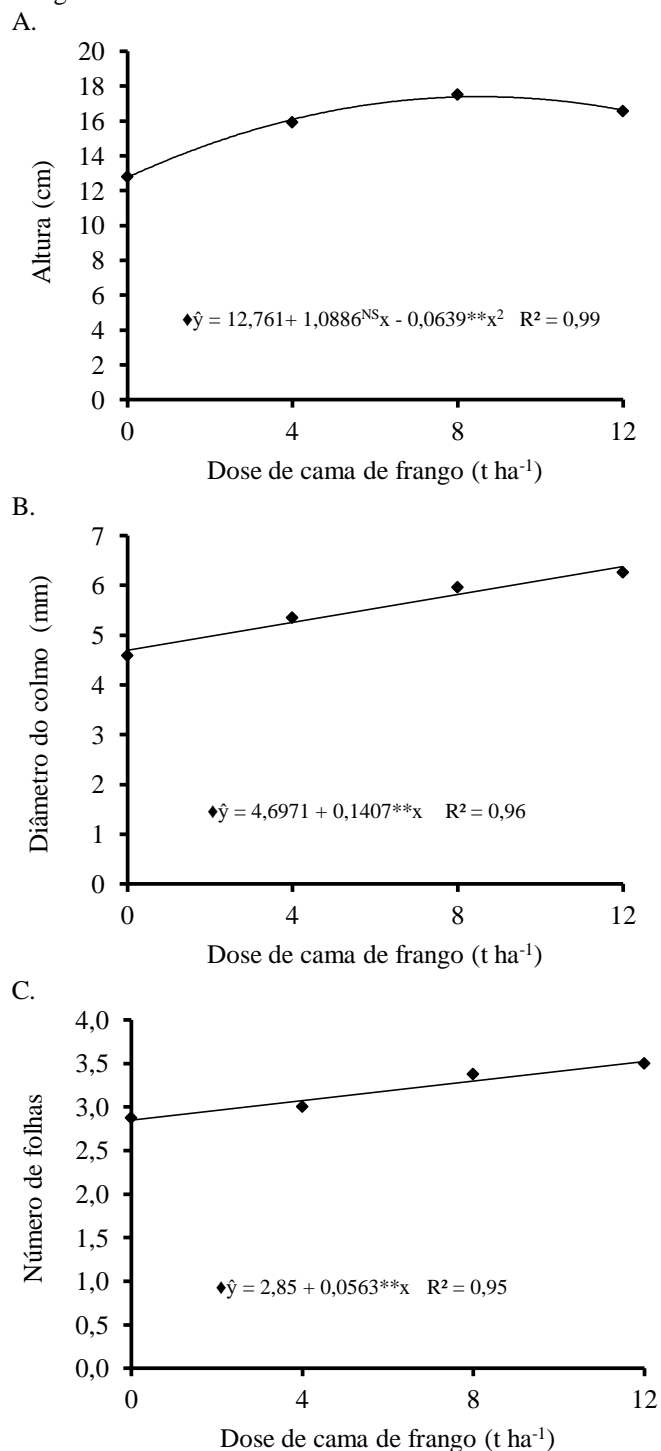 A.
20
18
16
14
12
10
8
6
4
2
0
Altura (cm)
♦ŷ = 12,761+ 1,0886ᴺˢx - 0,0639**x² R² = 0,99
0 4 8 12
Dose de cama de frango (t ha⁻¹)
B.
7
6
5
4
3
2
1
0
Diâmetro do colmo (mm)
♦ŷ = 4,6971 + 0,1407**x R² = 0,96
0 4 8 12
Dose de cama de frango (t ha⁻¹)
C.
4,0
3,5
3,0
2,5
2,0
1,5
1,0
0,5
0,0
Número de folhas
♦ŷ = 2,85 + 0,0563**x R² = 0,95
0 4 8 12
Dose de cama de frango (t ha⁻¹)